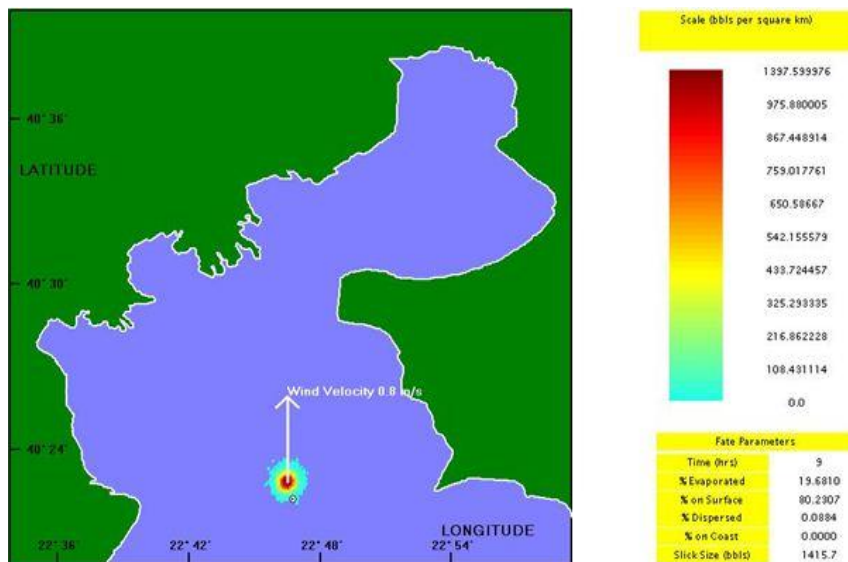 Scale (bbls per square km)
1397.599976
975.880005
867.448914
759.017761
650.58667
542.155579
433.724457
325.293335
216.862228
108.431114
0.0
40° 36'
LATITUDE
40° 30'
Wind Velocity 0.0 m/s
40° 24'
LONGITUDE
22° 36'
22° 42'
22° 48'
22° 54'
Fate Parameters
Time (hrs) 9
% Evaporated 19.6810
% on Surface 80.2307
% Dispersed 0.0884
% on Coast 0.0000
Slick Size (bbls) 1415.7